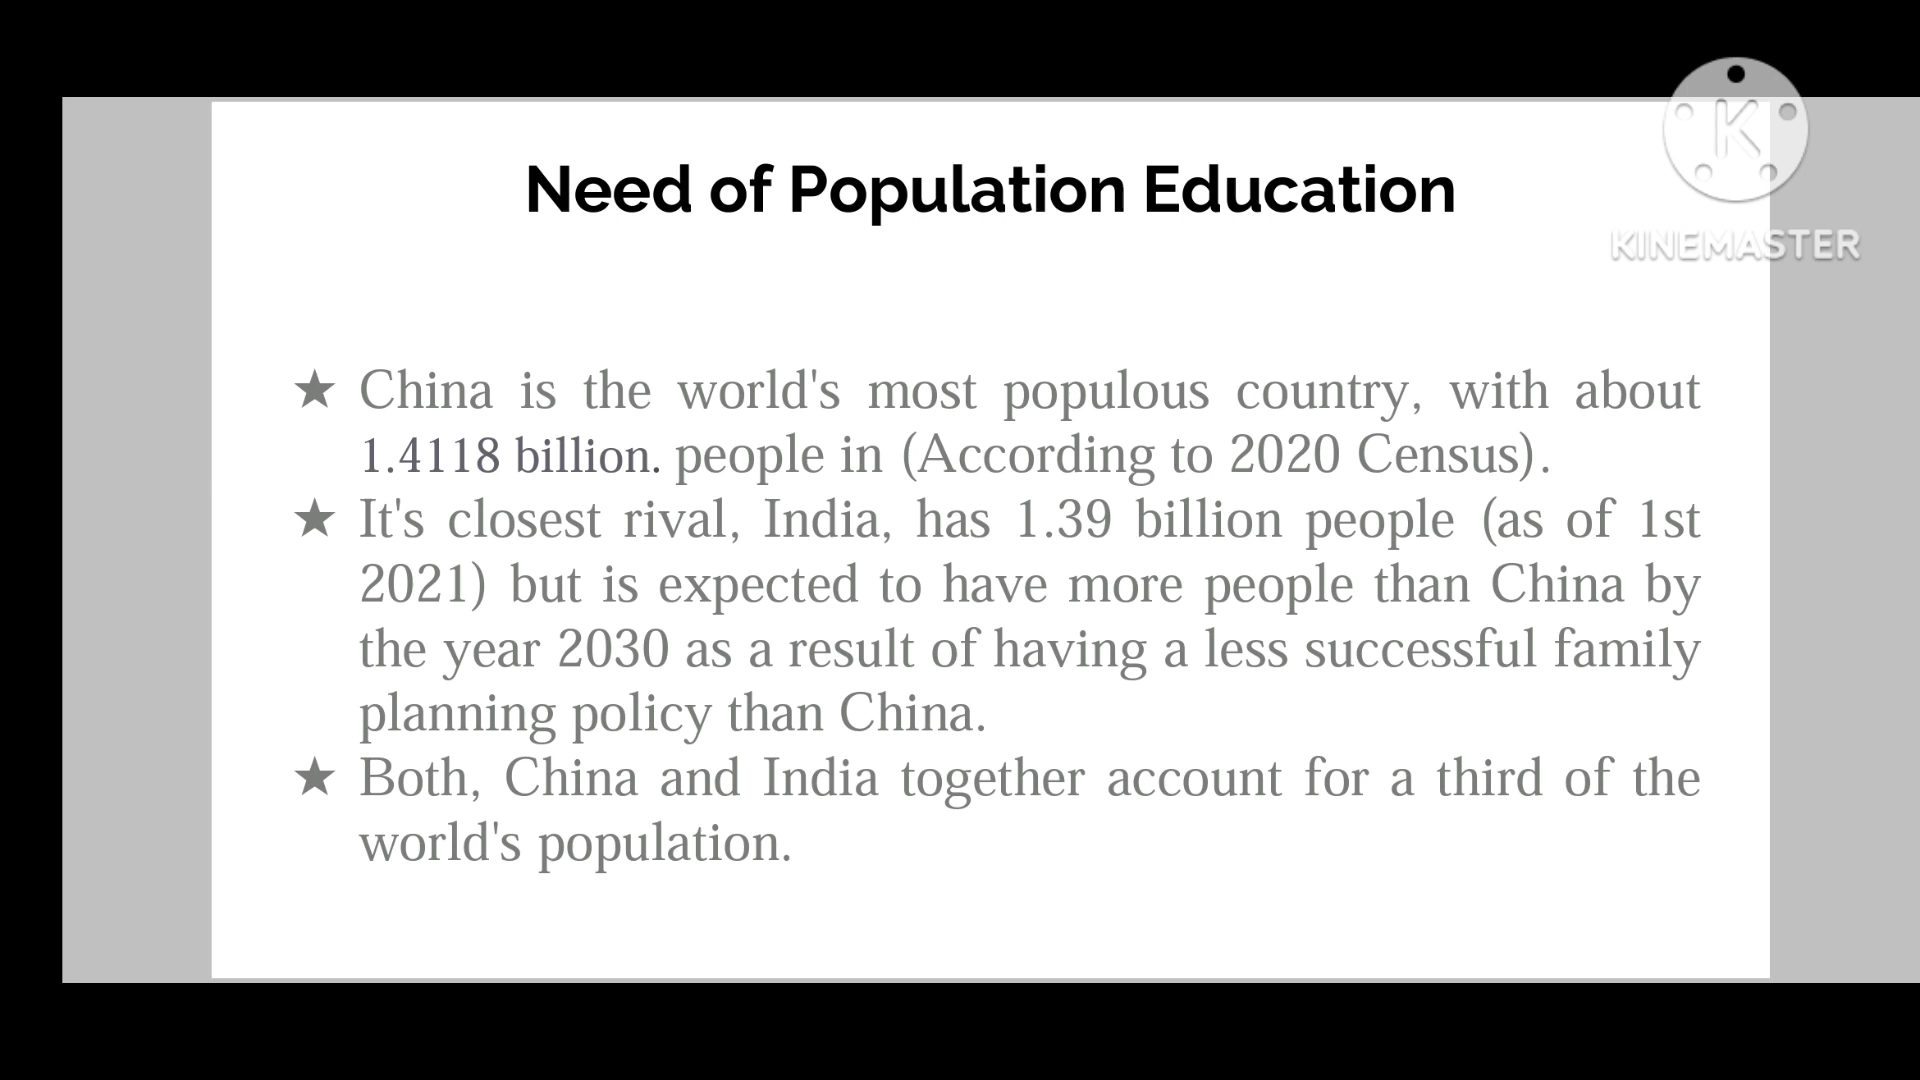 Need of Population Education
K
KINEMASTER
★ China is the world's most populous country, with about
1.4118 billion. people in (According to 2020 Census).
★ It's closest rival, India, has 1.39 billion people (as of 1st
2021) but is expected to have more people than China by
the year 2030 as a result of having a less successful family
planning policy than China.
★ Both, China and India together account for a third of the
world's population.